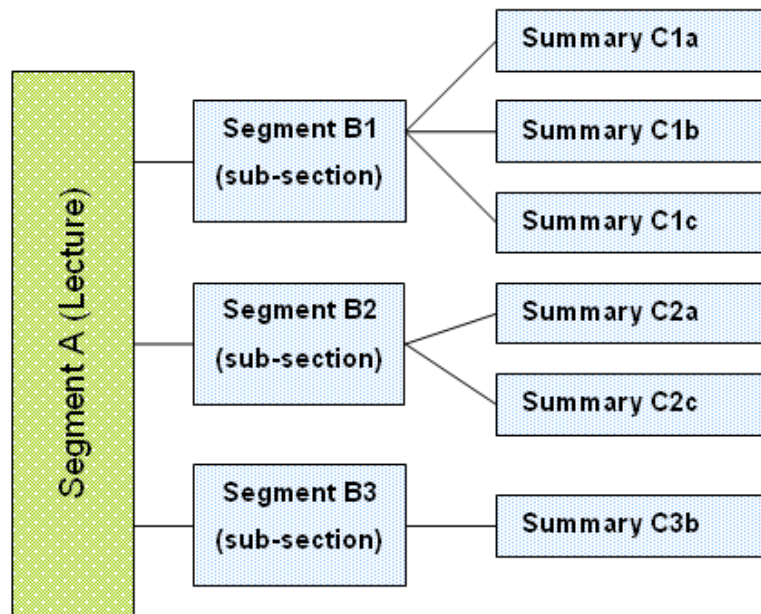 Segment A (Lecture)
Segment B1
(sub-section)
Summary C1a
Summary C1b
Summary C1c
Segment B2
(sub-section)
Summary C2a
Summary C2c
Segment B3
(sub-section)
Summary C3b